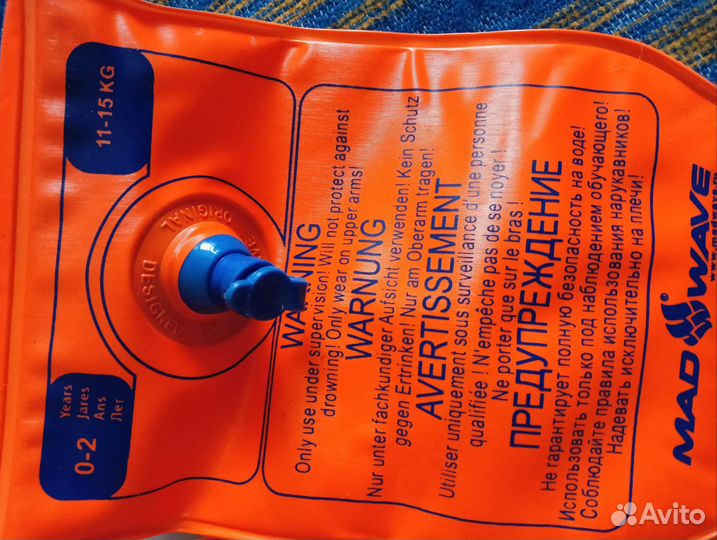 11-15 KG
Years
Jares
Ans
Лет
0-2
ORIGINAL
DESIGNED BY
WARNING
Only use under supervision! Will not protect against
drowning! Only wear on upper arms!
WARNUNG
Nur unter fachkundiger Aufsicht verwenden! Kein Schutz
gegen Ertrinken! Nur am Oberarm tragen!
AVERTISSEMENT
Utiliser uniquement sous surveillance d'une personne
qualifiée ! N'empêche pas de se noyer !
Ne porter que sur le bras !
ПРЕДУПРЕЖДЕНИЕ
Не гарантирует полную безопасность на воде!
Использовать только под наблюдением обучающего!
Соблюдайте правила использования нарукавников!
Надевать исключительно на плечи!
MAD WAVE
Avito